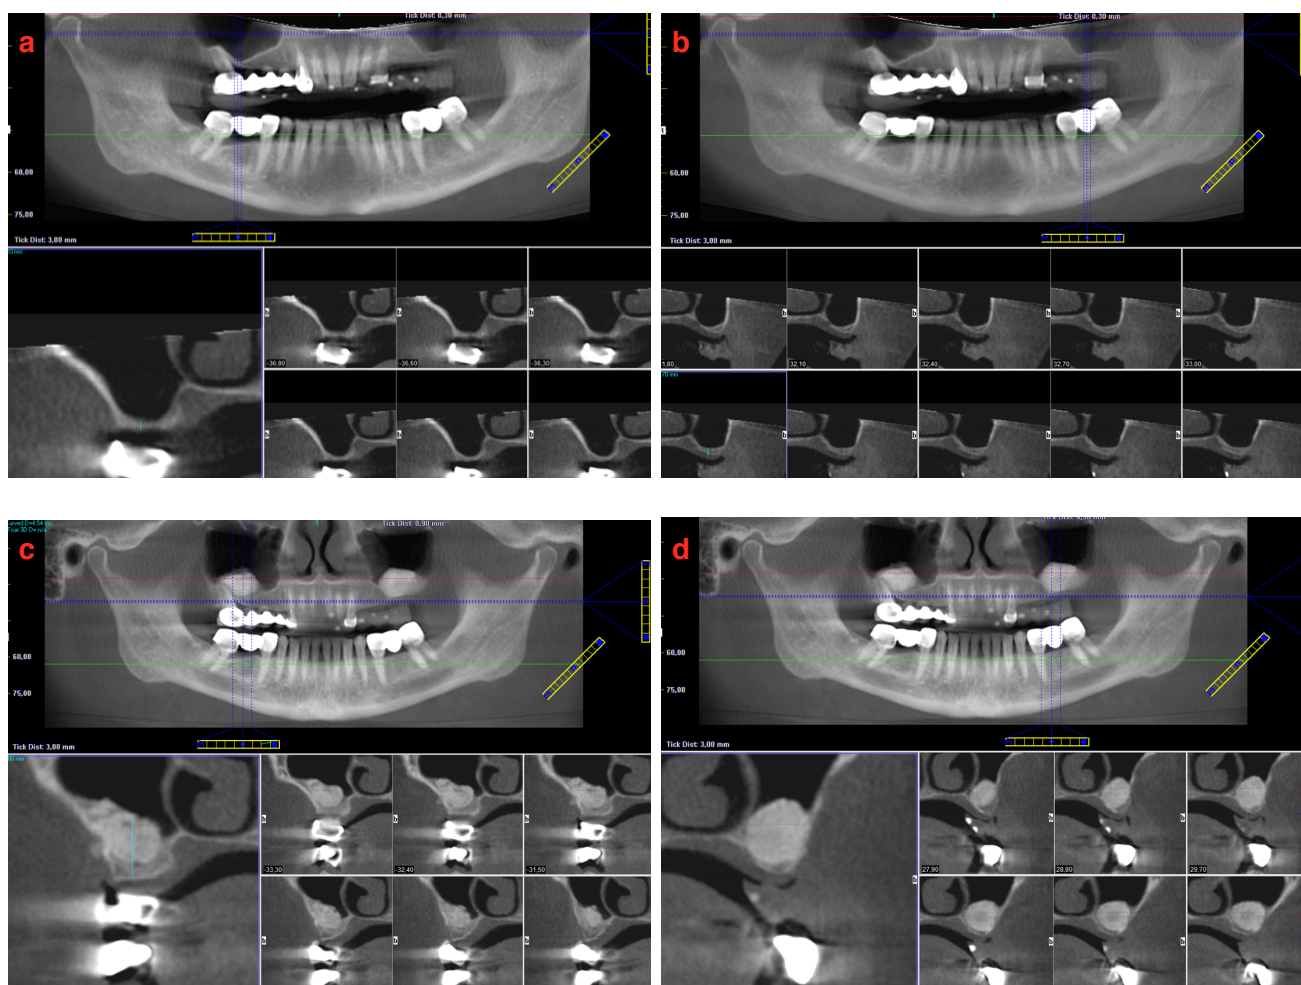 a
Tick Dist: 0,30 mm
60,00
75,00
Tick Dist: 3,00 mm
-36,90
-36,60
-36,30
b
Tick Dist: 0,30 mm
60,00
75,00
Tick Dist: 3,00 mm
32,10
32,40
32,70
33,00
c
Tick Dist: 0,90 mm
60,00
75,00
Tick Dist: 3,00 mm
-33,30
-32,40
-31,50
d
60,00
75,00
Tick Dist: 3,00 mm
27,90
28,80
29,70